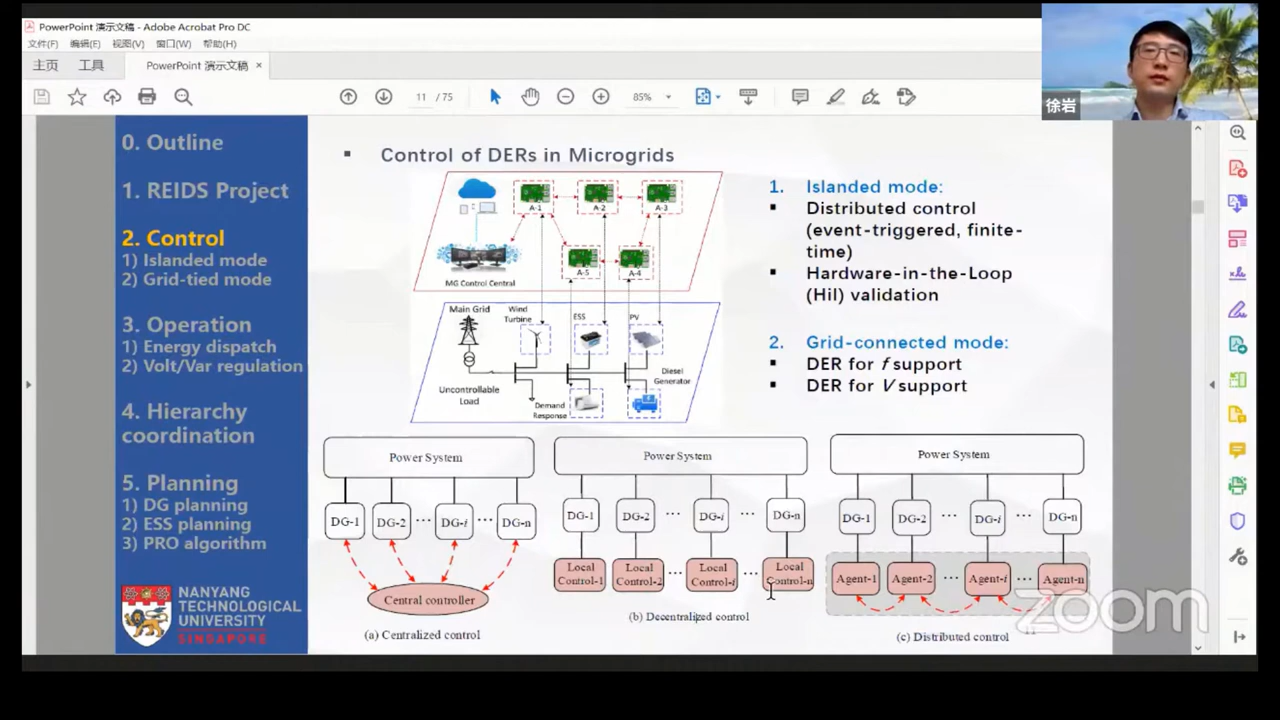 PowerPoint 演示文稿 - Adobe Acrobat Pro DC
文件(F) 编辑(E) 视图(V) 窗口(W) 帮助(H)
主页 工具 PowerPoint 演示文稿 ×
11 / 75 85%
徐岩
0. Outline
1. REIDS Project
2. Control
1) Islanded mode
2) Grid-tied mode
3. Operation
1) Energy dispatch
2) Volt/Var regulation
4. Hierarchy
coordination
5. Planning
1) DG planning
2) ESS planning
3) PRO algorithm
NANYANG
TECHNOLOGICAL
UNIVERSITY
SINGAPORE
▪ Control of DERs in Microgrids
A-1 A-2 A-3
A-5 A-4
MG Control Central
Main Grid
Wind
Turbine
ESS
PV
Uncontrollable
Load
Demand
Response
Diesel
Generator
1. Islanded mode:
▪ Distributed control
(event-triggered, finite-
time)
▪ Hardware-in-the-Loop
(Hil) validation
2. Grid-connected mode:
▪ DER for f support
▪ DER for V support
Power System
DG-1 DG-2 ··· DG-i ··· DG-n
Central controller
(a) Centralized control
Power System
DG-1 DG-2 ··· DG-i ··· DG-n
Local Local Local Local
Control-1 Control-2 ··· Control-i ··· Control-n
(b) Decentralized control
Power System
DG-1 DG-2 ··· DG-i ··· DG-n
Agent-1 Agent-2 ··· Agent-i ··· Agent-n
(c) Distributed control
zoom